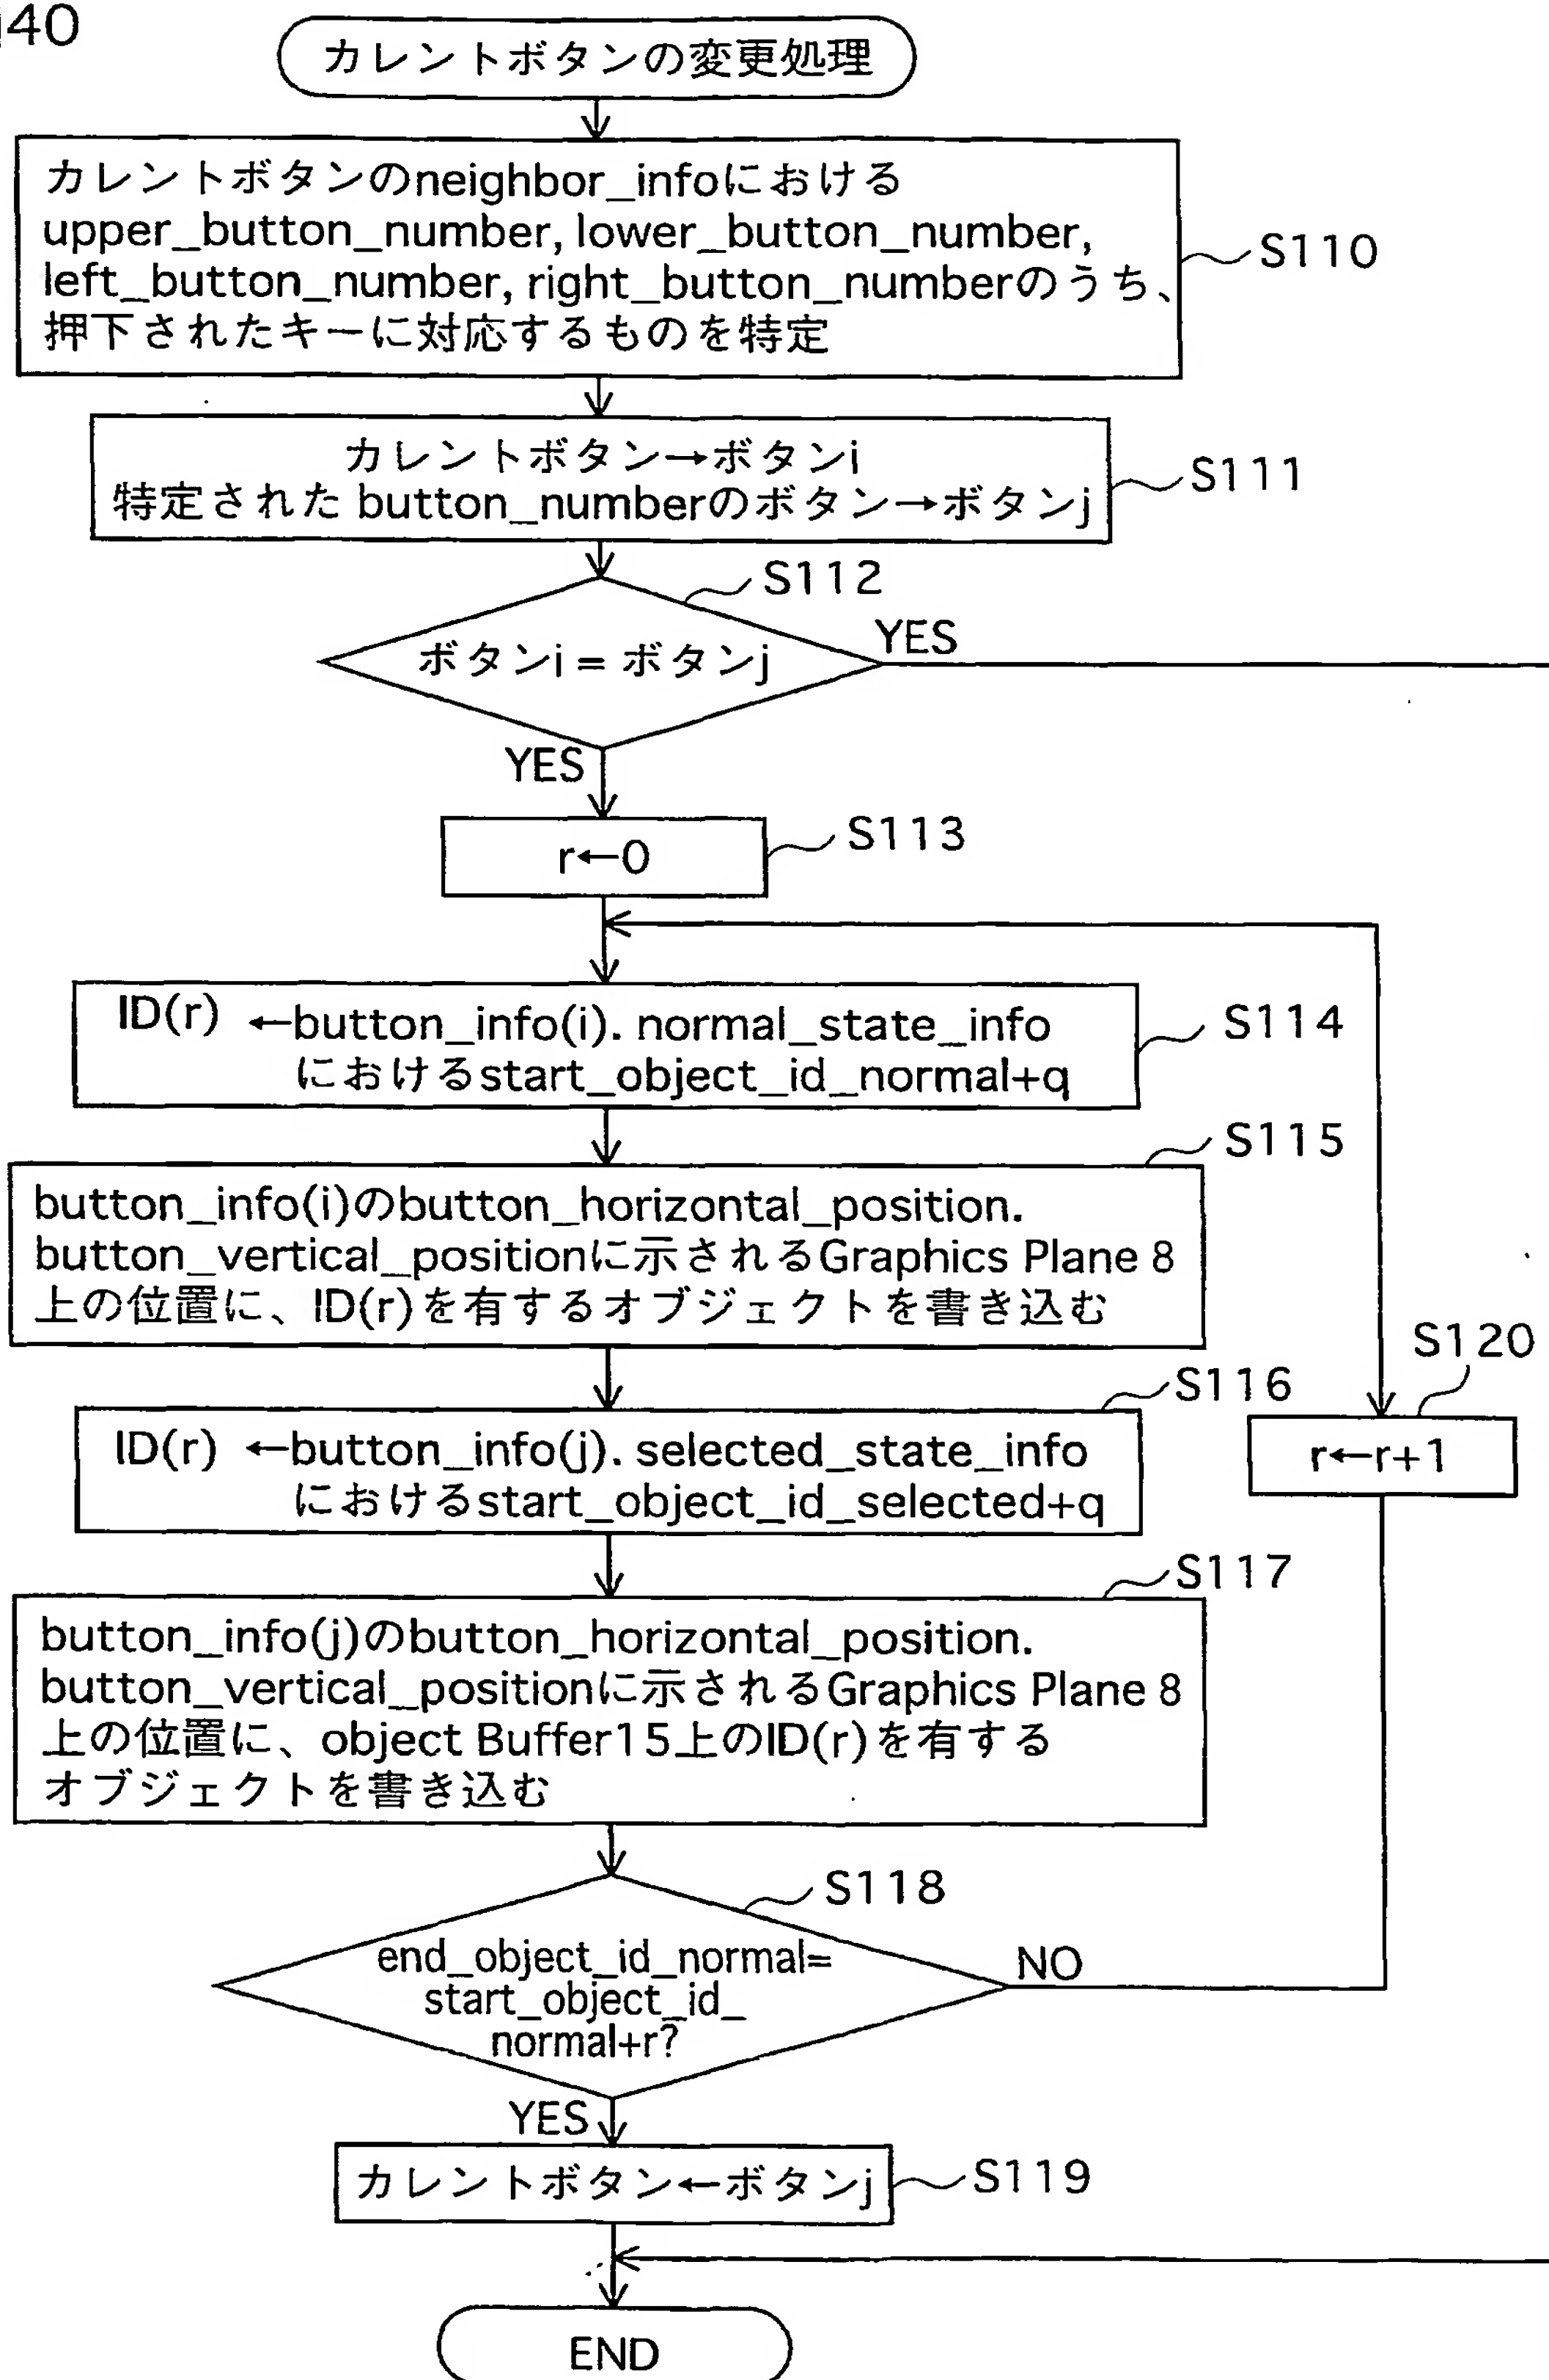 40
カレントボタンの変更処理
カレントボタンのneighbor_infoにおける
upper_button_number, lower_button_number,
left_button_number, right_button_numberのうち、
押下されたキーに対応するものを特定
S110
カレントボタン→ボタンi
特定された button_numberのボタン→ボタンj
S111
S112
ボタンi = ボタンj
YES
YES
r←0
S113
ID(r) ←button_info(i). normal_state_info
におけるstart_object_id_normal+q
S114
S115
button_info(i)のbutton_horizontal_position.
button_vertical_positionに示されるGraphics Plane 8
上の位置に、ID(r)を有するオブジェクトを書き込む
S120
r←r+1
S116
ID(r) ←button_info(j). selected_state_info
におけるstart_object_id_selected+q
S117
button_info(j)のbutton_horizontal_position.
button_vertical_positionに示されるGraphics Plane 8
上の位置に、object Buffer15上のID(r)を有する
オブジェクトを書き込む
S118
end_object_id_normal=
start_object_id_
normal+r?
NO
YES
カレントボタン←ボタンj
S119
END